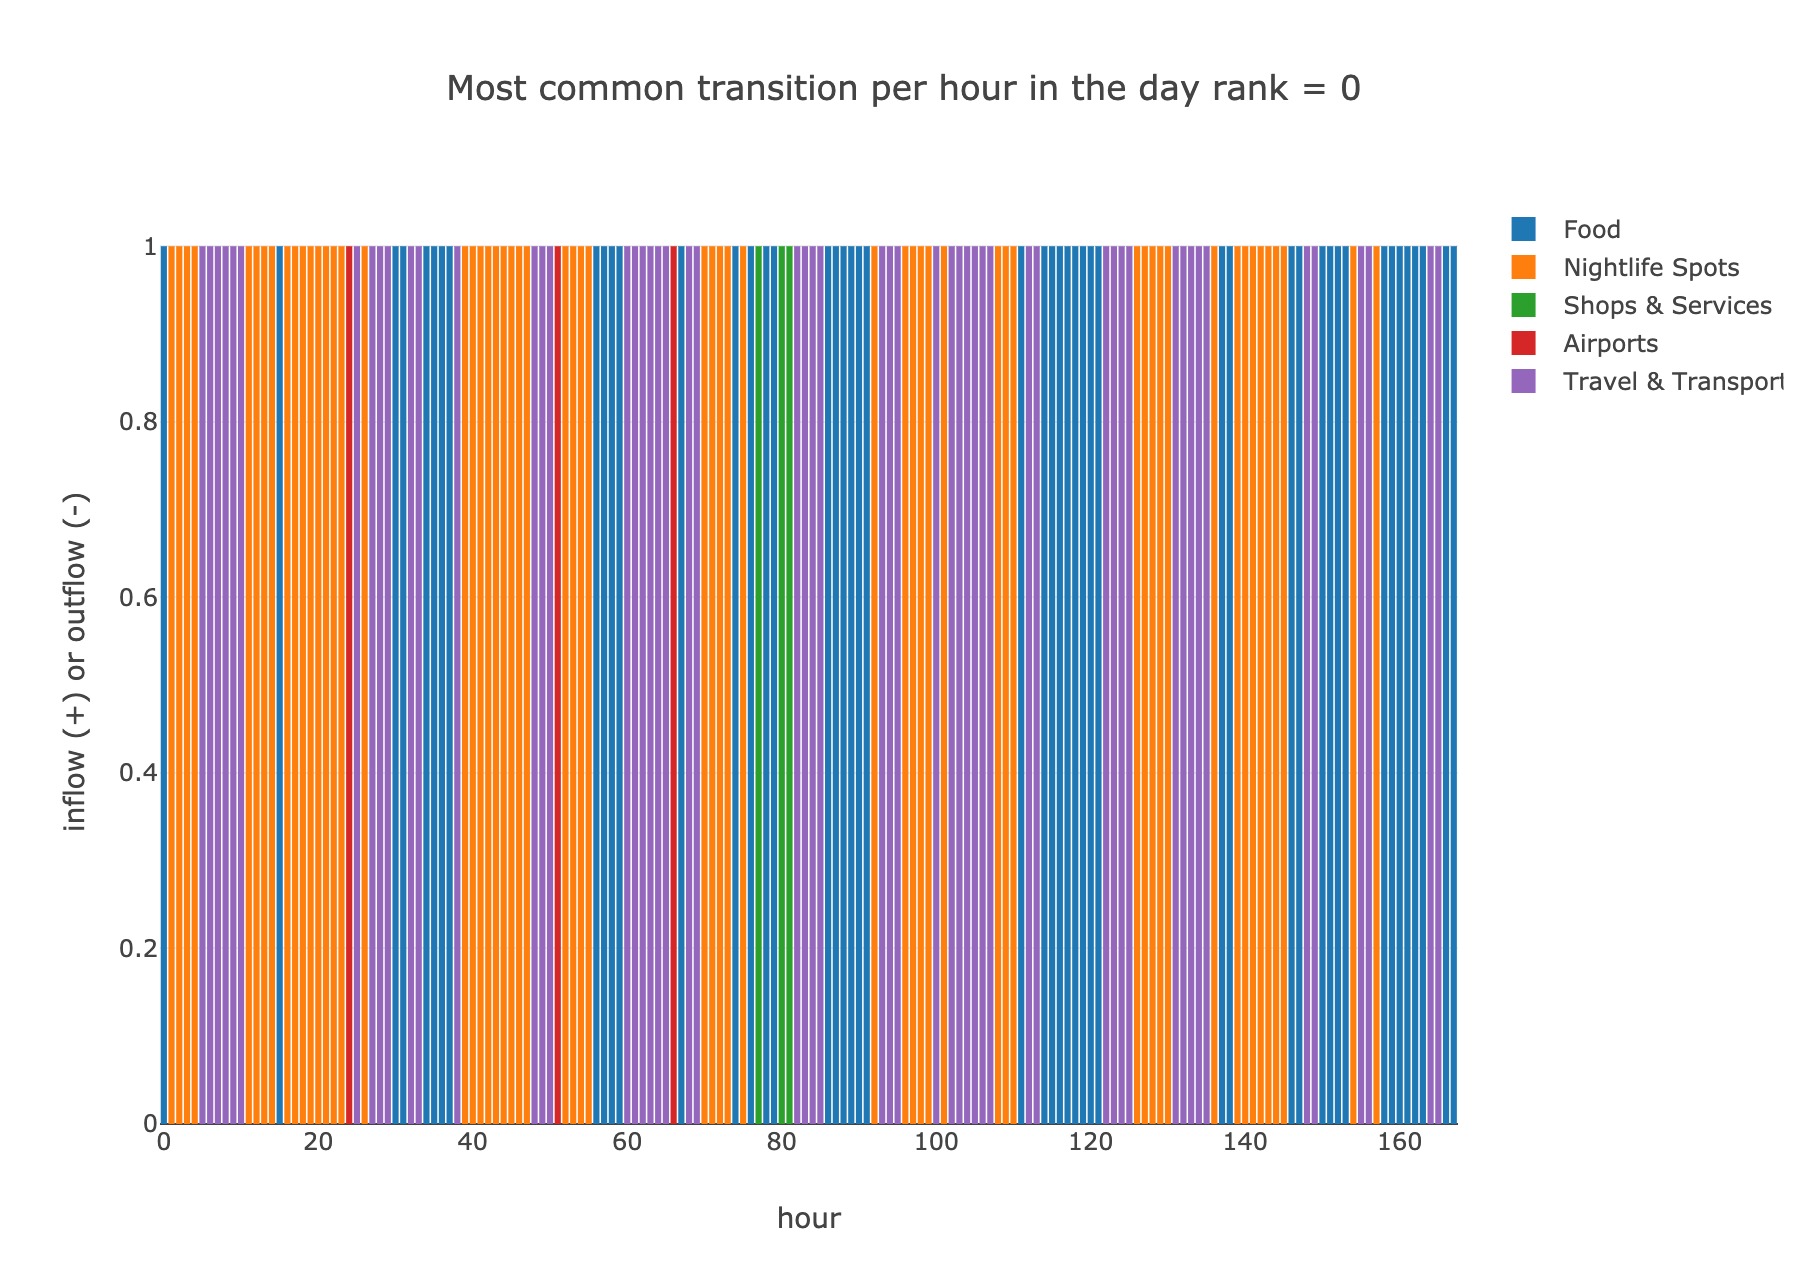 Most common transition per hour in the day rank = 0
Food
Nightlife Spots
Shops & Services
Airports
Travel & Transport
inflow (+) or outflow (-)
1
0.8
0.6
0.4
0.2
0
0 20 40 60 80 100 120 140 160
hour